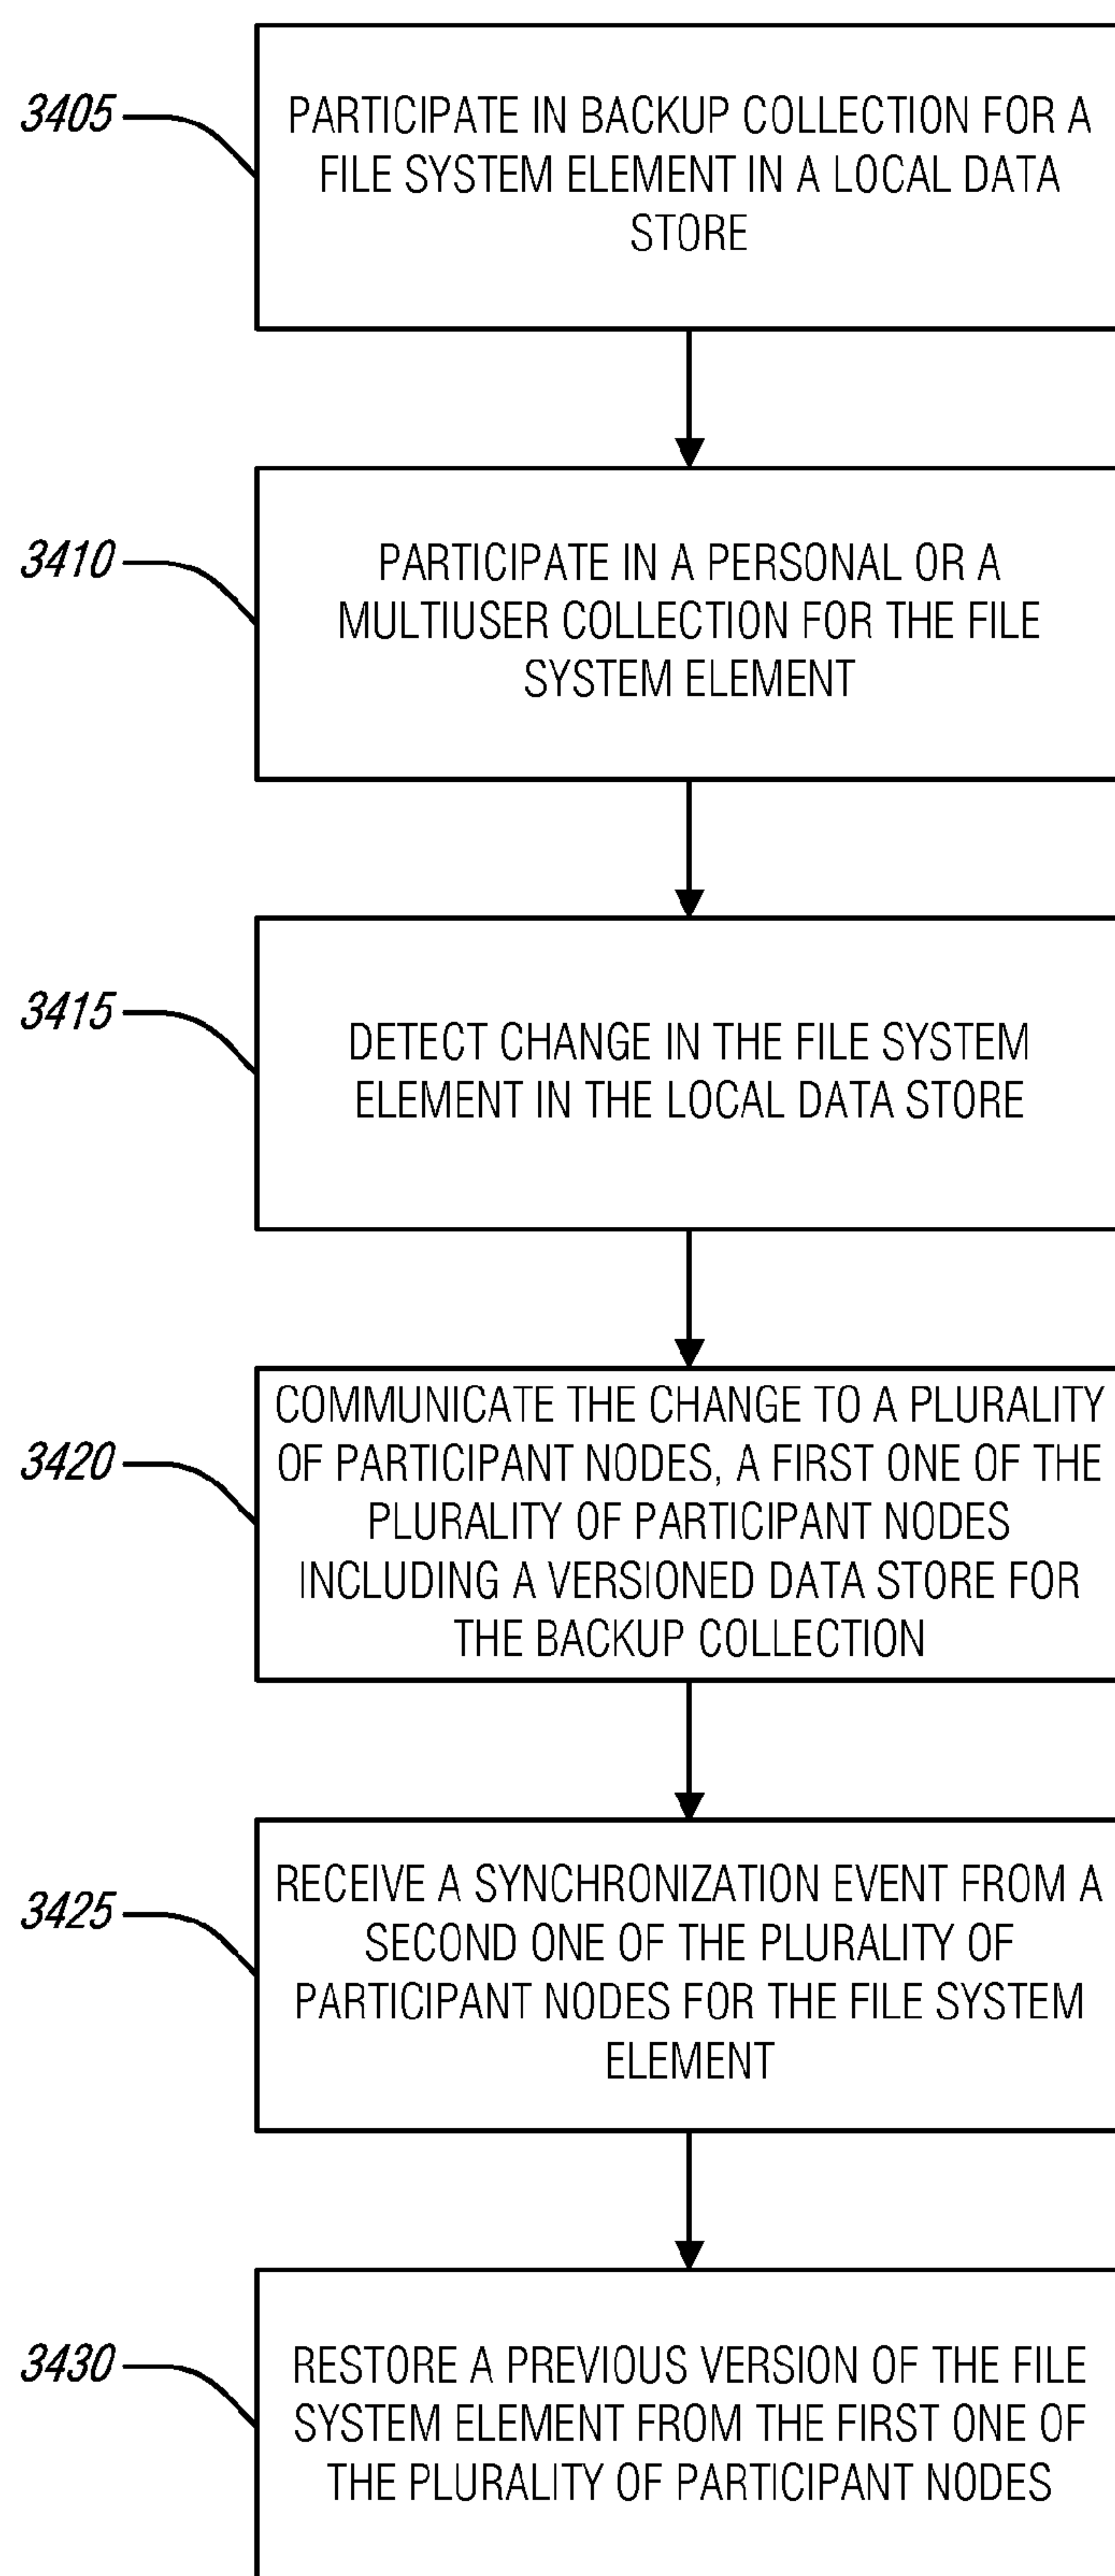 3405
PARTICIPATE IN BACKUP COLLECTION FOR A
FILE SYSTEM ELEMENT IN A LOCAL DATA
STORE
3410
PARTICIPATE IN A PERSONAL OR A
MULTIUSER COLLECTION FOR THE FILE
SYSTEM ELEMENT
3415
DETECT CHANGE IN THE FILE SYSTEM
ELEMENT IN THE LOCAL DATA STORE
3420
COMMUNICATE THE CHANGE TO A PLURALITY
OF PARTICIPANT NODES, A FIRST ONE OF THE
PLURALITY OF PARTICIPANT NODES
INCLUDING A VERSIONED DATA STORE FOR
THE BACKUP COLLECTION
3425
RECEIVE A SYNCHRONIZATION EVENT FROM A
SECOND ONE OF THE PLURALITY OF
PARTICIPANT NODES FOR THE FILE SYSTEM
ELEMENT
3430
RESTORE A PREVIOUS VERSION OF THE FILE
SYSTEM ELEMENT FROM THE FIRST ONE OF
THE PLURALITY OF PARTICIPANT NODES